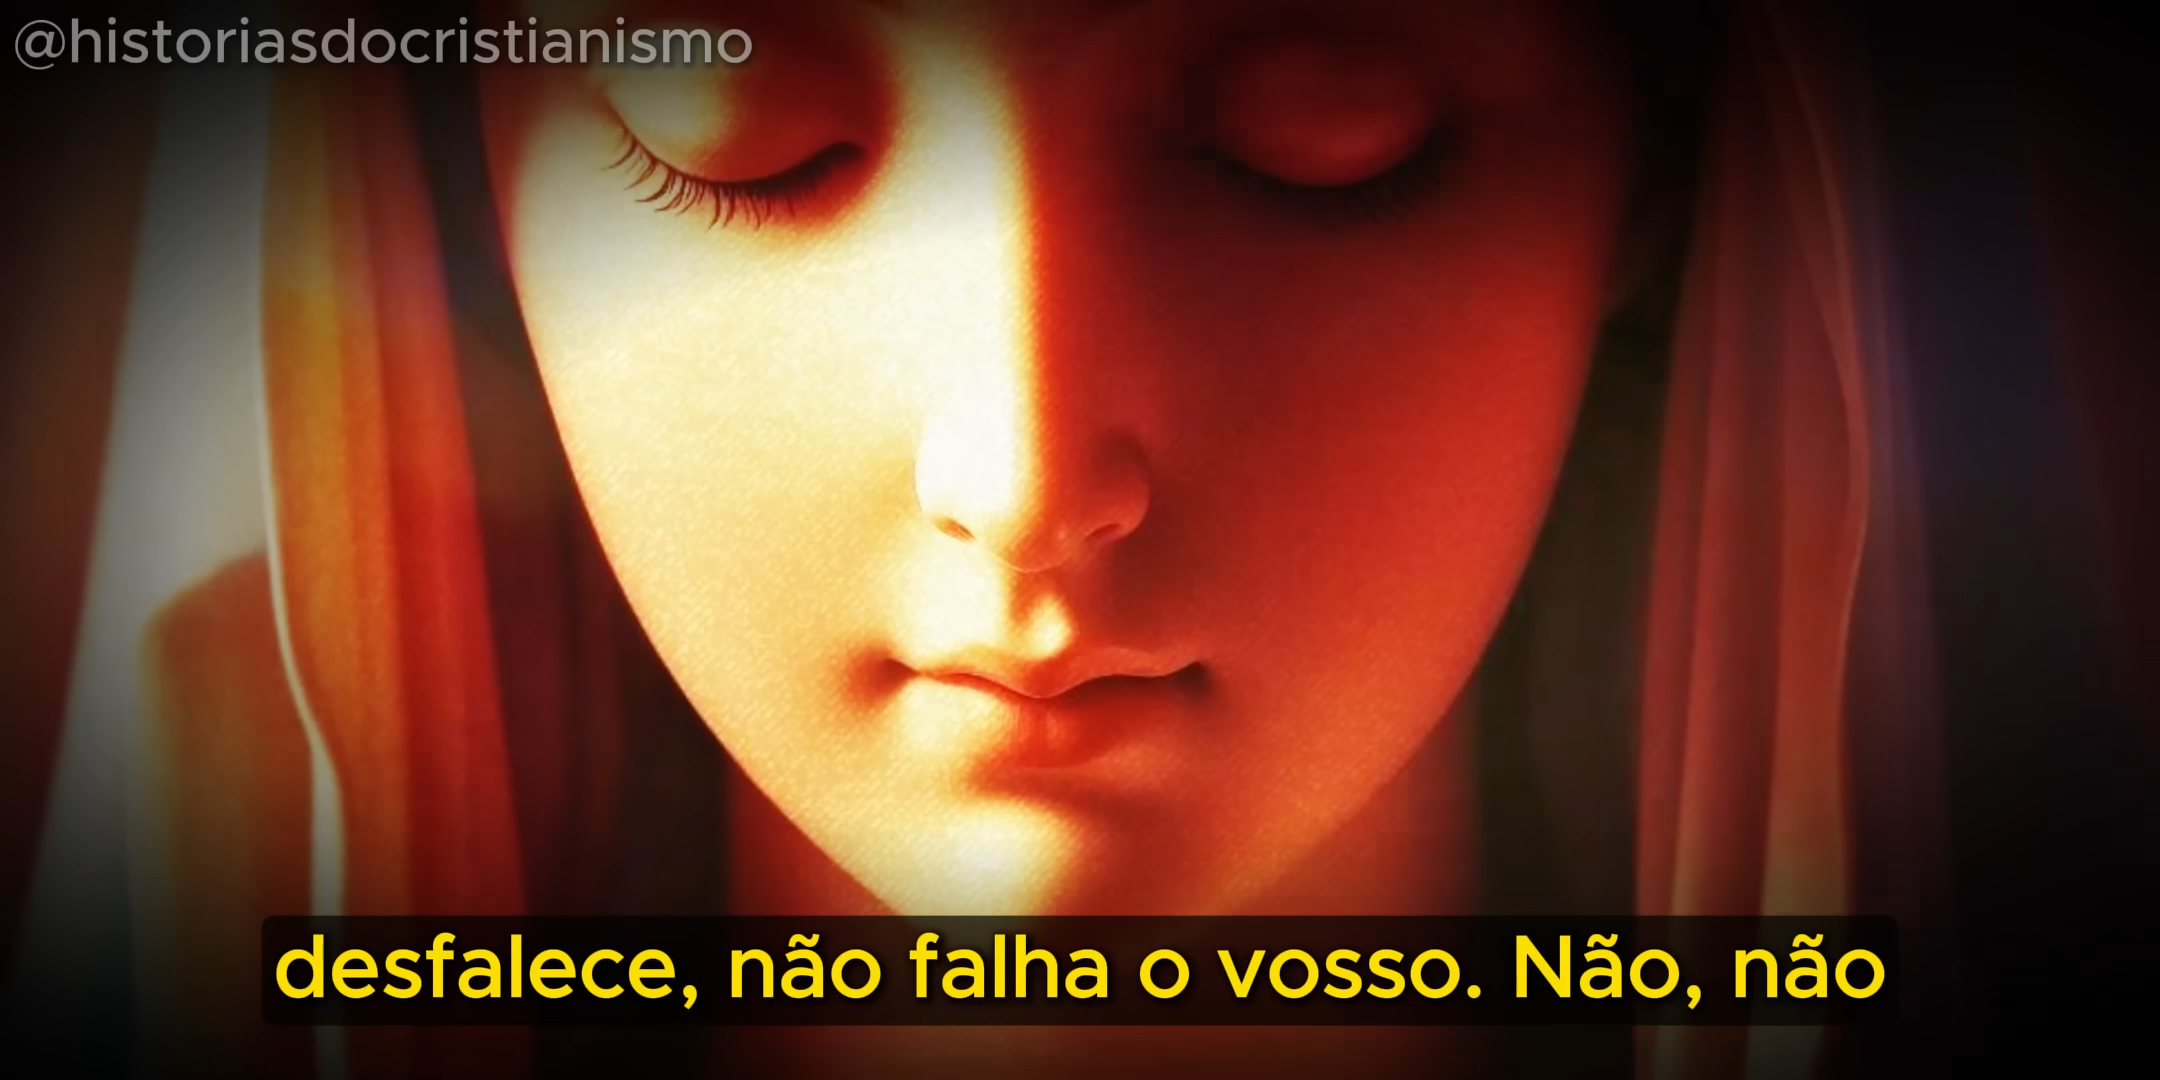 @historiasdocristianismo
desfalece, não falha o vosso. Não, não